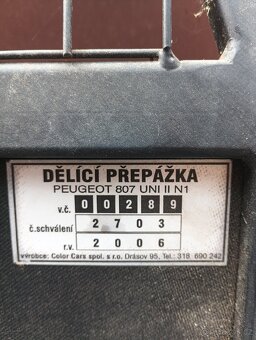 DĚLÍCÍ PŘEPÁŽKA
PEUGEOT 807 UNI II N1
v.č. 00289
č.schválení 2703
r.v. 2006
výrobce: Color Cars spol. s r.o. Drásov 95, Tel.: 318 690 242